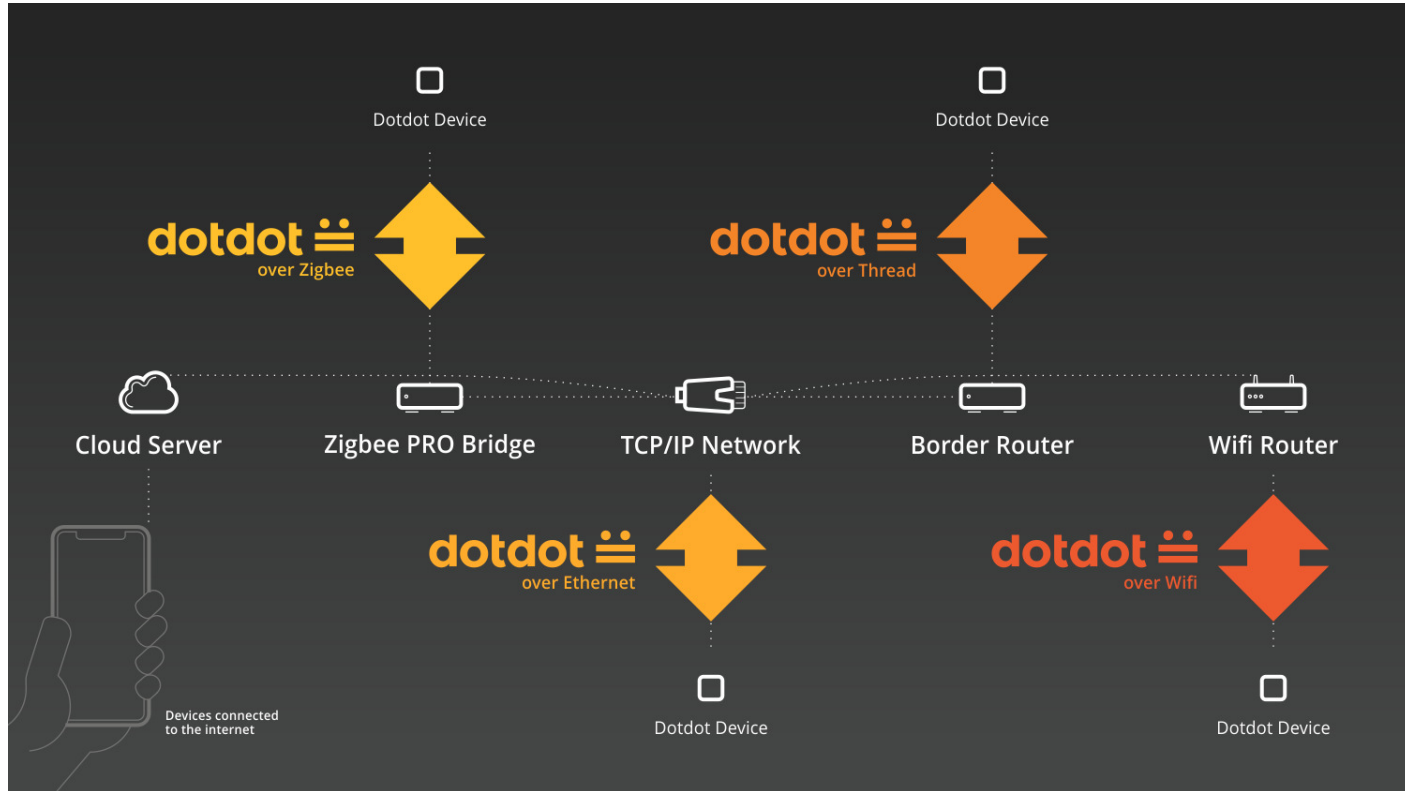 Dotdot Device
Dotdot Device
dotdot
over Zigbee
dotdot
over Thread
Cloud Server
Zigbee PRO Bridge
TCP/IP Network
Border Router
Wifi Router
dotdot
over Ethernet
dotdot
over Wifi
Devices connected
to the internet
Dotdot Device
Dotdot Device